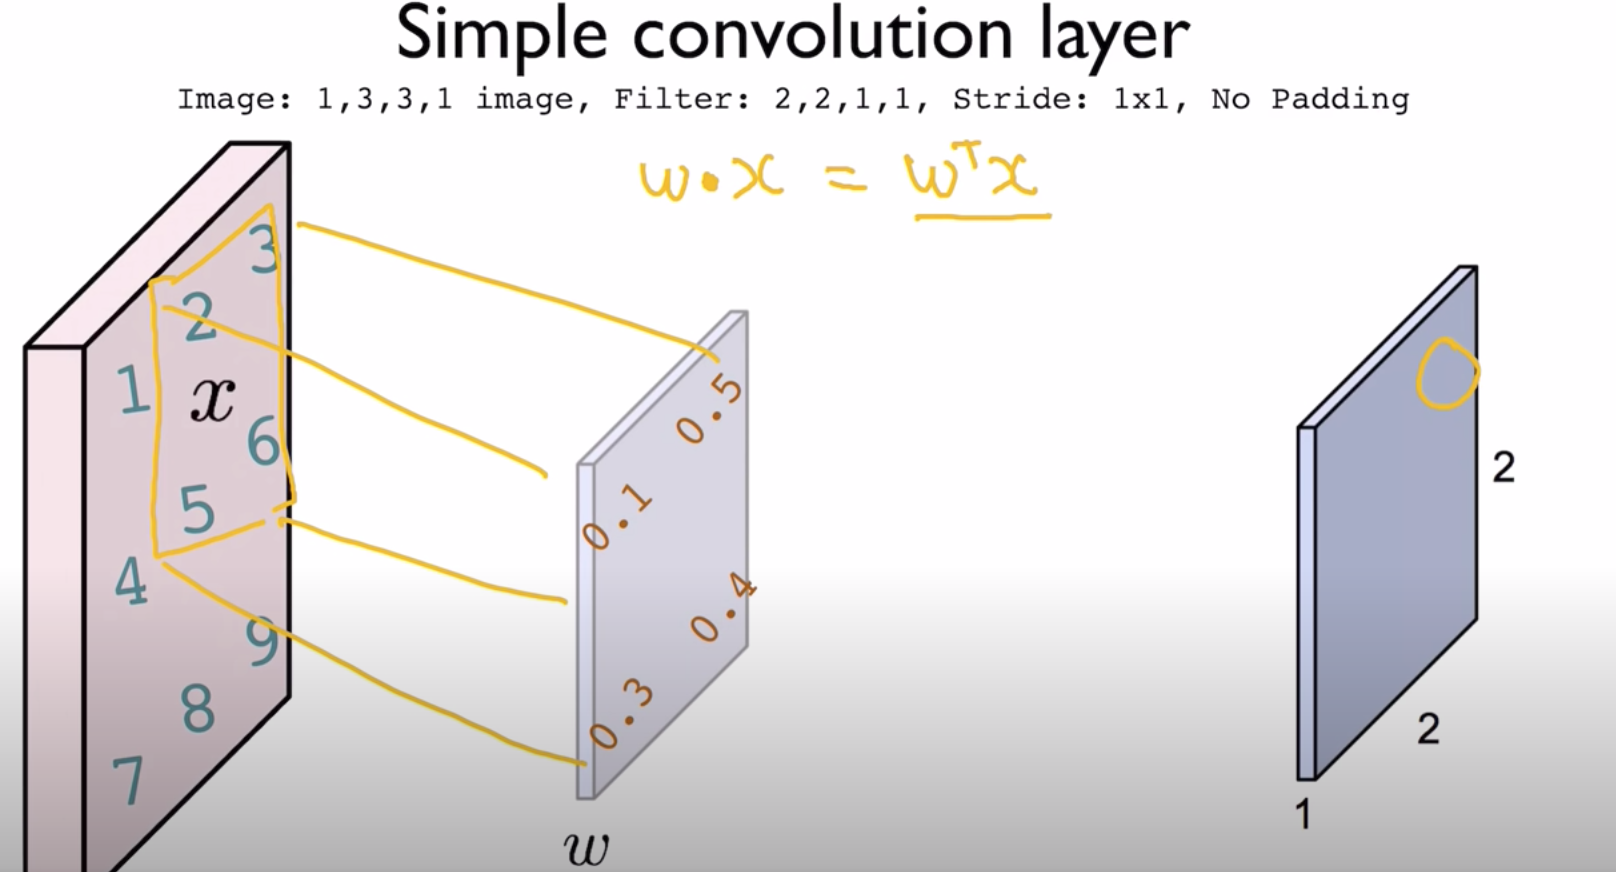 Simple convolution layer
Image: 1,3,3,1 image, Filter: 2,2,1,1, Stride: 1x1, No Padding
w·x = wᵀx
1 2 3
x
4 5 6
7 8 9
0.1 0.5
0.3 0.4
w
2
2
1